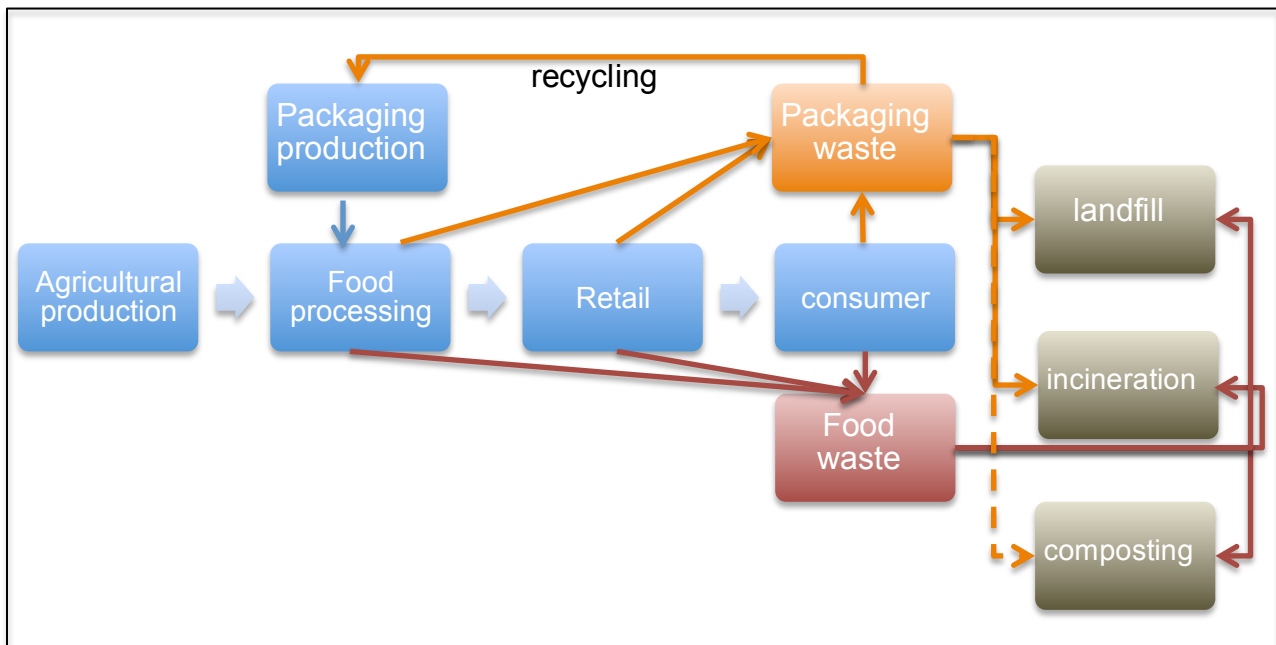 recycling
Packaging
production
Packaging
waste
landfill
Agricultural
production
Food
processing
Retail
consumer
incineration
Food
waste
composting